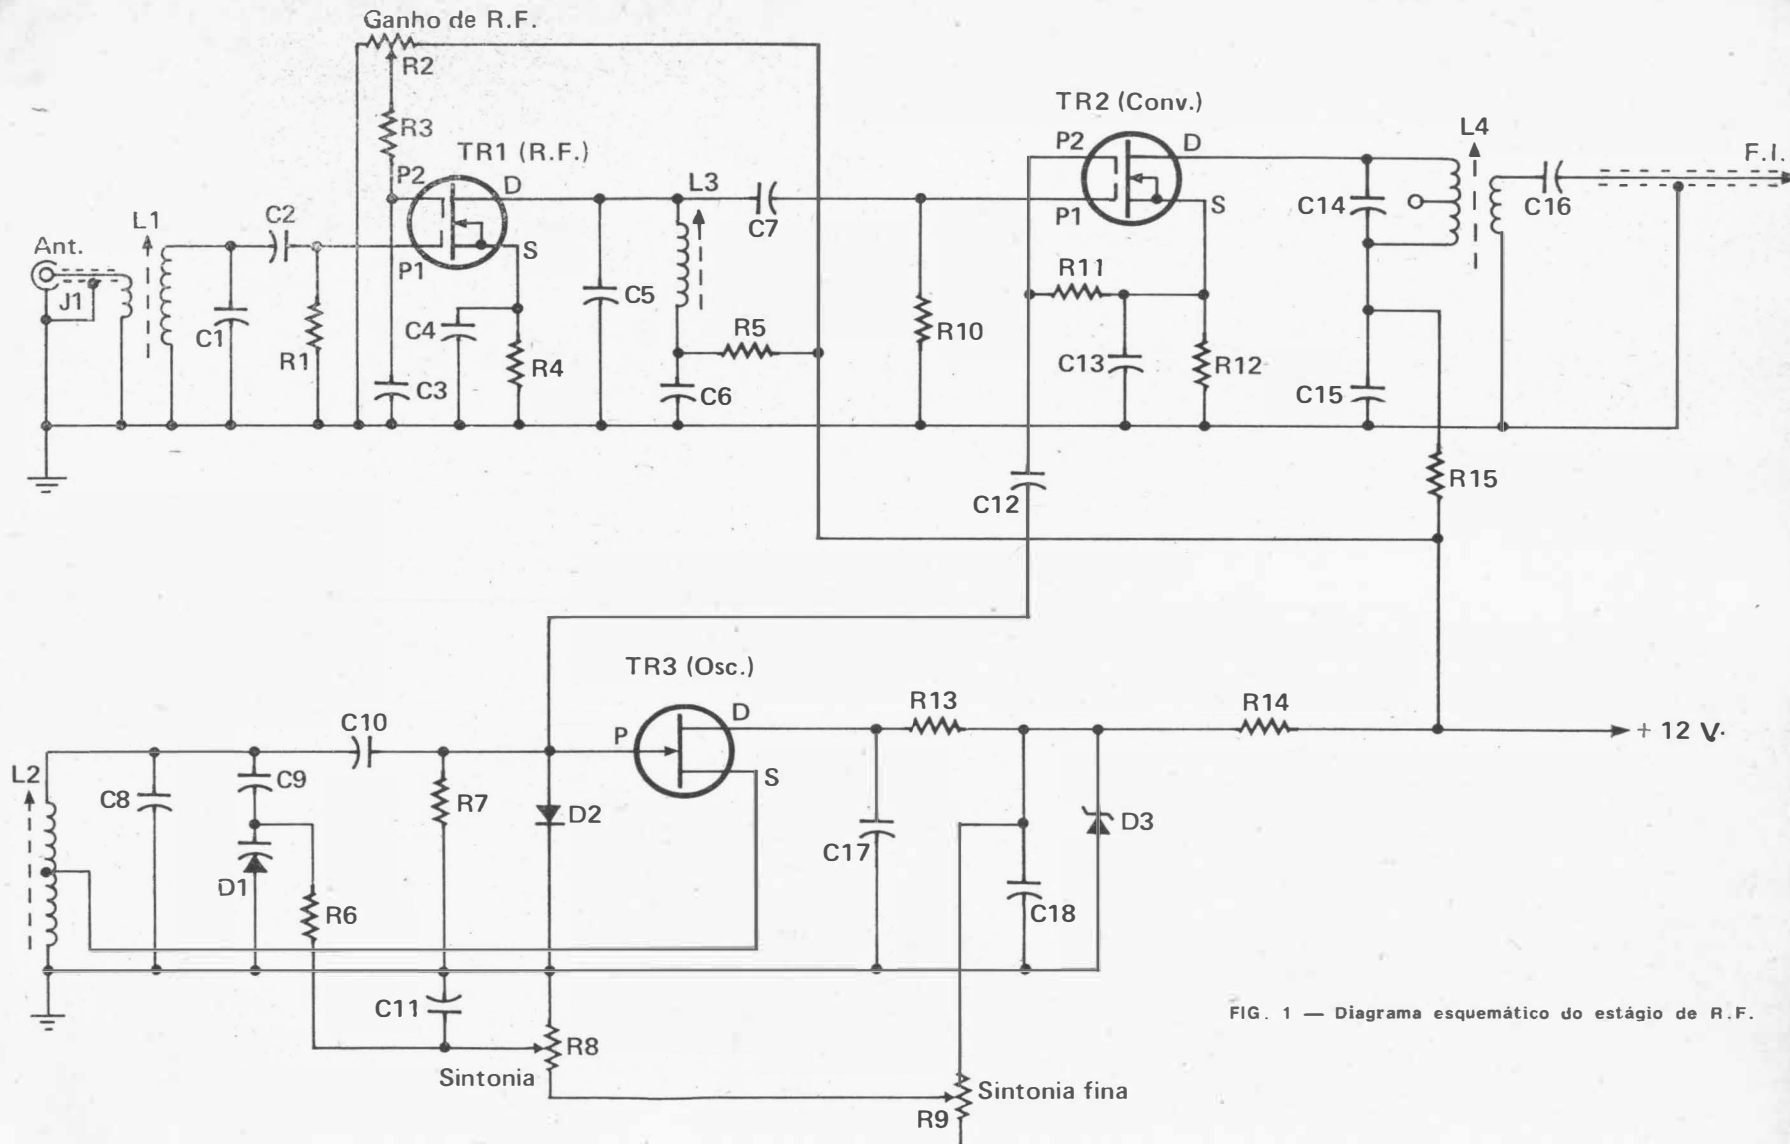 Ganho de R.F.
R2
R3
TR1 (R.F.)
P2
D
P1
S
Ant.
J1
L1
C2
C1
R1
C3
C4
R4
C5
L3
C7
R5
C6
R10
TR2 (Conv.)
P2
D
P1
S
R11
C13
R12
C12
L4
C14
C15
C16
F.I.
R15
TR3 (Osc.)
P
D
S
L2
C8
C10
C9
D1
R6
R7
D2
C11
R8
Sintonia
R13
R14
+ 12 V.
C17
C18
D3
Sintonia fina
R9
FIG. 1 — Diagrama esquemático do estágio de R.F.